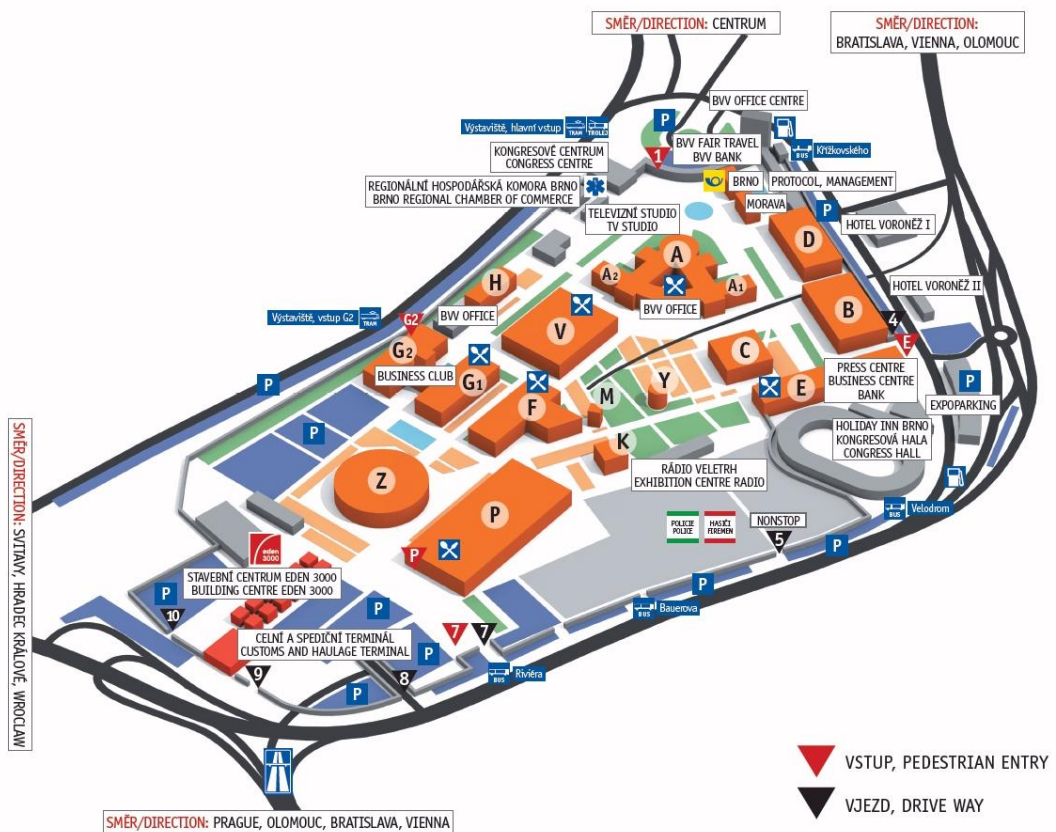 SMĚR/DIRECTION: CENTRUM
SMĚR/DIRECTION:
BRATISLAVA, VIENNA, OLOMOUC
BVV OFFICE CENTRE
P
Výstaviště, hlavní vstup
TRAM
TROLEJ
KONGRESOVÉ CENTRUM
CONGRESS CENTRE
1
BVV FAIR TRAVEL
BVV BANK
BUS
Křížkovského
REGIONÁLNÍ HOSPODÁŘSKÁ KOMORA BRNO
BRNO REGIONAL CHAMBER OF COMMERCE
BRNO
PROTOCOL, MANAGEMENT
MORAVA
P
TELEVIZNÍ STUDIO
TV STUDIO
HOTEL VORONĚŽ I
D
A
A2
A1
H
BVV OFFICE
BVV OFFICE
HOTEL VORONĚŽ II
B
4
E
Výstaviště, vstup G2
TRAM
G2
V
G2
BUSINESS CLUB
G1
C
PRESS CENTRE
BUSINESS CENTRE
BANK
P
P
EXPOPARKING
Y
M
E
F
HOLIDAY INN BRNO
KONGRESOVÁ HALA
CONGRESS HALL
P
K
RÁDIO VELETRH
EXHIBITION CENTRE RADIO
Z
P
SMĚR/DIRECTION: SVITAVY, HRADEC KRÁLOVÉ, WROCLAW
POLICIE
POLICE
HASIČI
FIREMEN
NONSTOP
5
BUS
Velodrom
P
eden
3000
P
STAVEBNÍ CENTRUM EDEN 3000
BUILDING CENTRE EDEN 3000
P
P
10
P
BUS
Bauerova
CELNÍ A SPEDIČNÍ TERMINÁL
CUSTOMS AND HAULAGE TERMINAL
7
7
P
9
8
P
BUS
Riviéra
VSTUP, PEDESTRIAN ENTRY
VJEZD, DRIVE WAY
SMĚR/DIRECTION: PRAGUE, OLOMOUC, BRATISLAVA, VIENNA